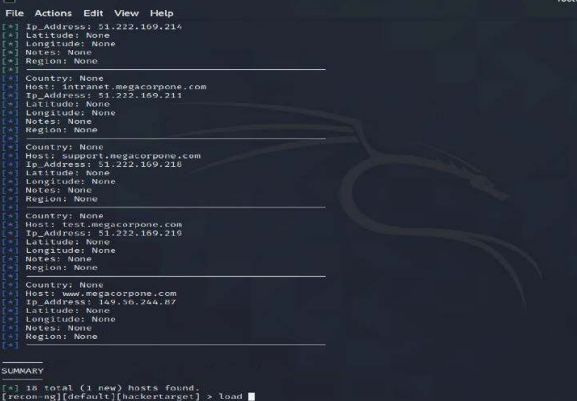 File Actions Edit View Help
[*] Ip_Address: 51.222.169.214
[*] Latitude: None
[*] Longitude: None
[*] Notes: None
[*] Region: None
[*]
[*] Country: None
[*] Host: intranet.megacorpone.com
[*] Ip_Address: 51.222.169.211
[*] Latitude: None
[*] Longitude: None
[*] Notes: None
[*] Region: None
[*]
[*] Country: None
[*] Host: support.megacorpone.com
[*] Ip_Address: 51.222.169.218
[*] Latitude: None
[*] Longitude: None
[*] Notes: None
[*] Region: None
[*]
[*] Country: None
[*] Host: test.megacorpone.com
[*] Ip_Address: 51.222.169.219
[*] Latitude: None
[*] Longitude: None
[*] Notes: None
[*] Region: None
[*]
[*] Country: None
[*] Host: www.megacorpone.com
[*] Ip_Address: 149.56.244.87
[*] Latitude: None
[*] Longitude: None
[*] Notes: None
[*] Region: None
[*]
SUMMARY
[*] 18 total (1 new) hosts found.
[recon-ng][default][hackertarget] > load